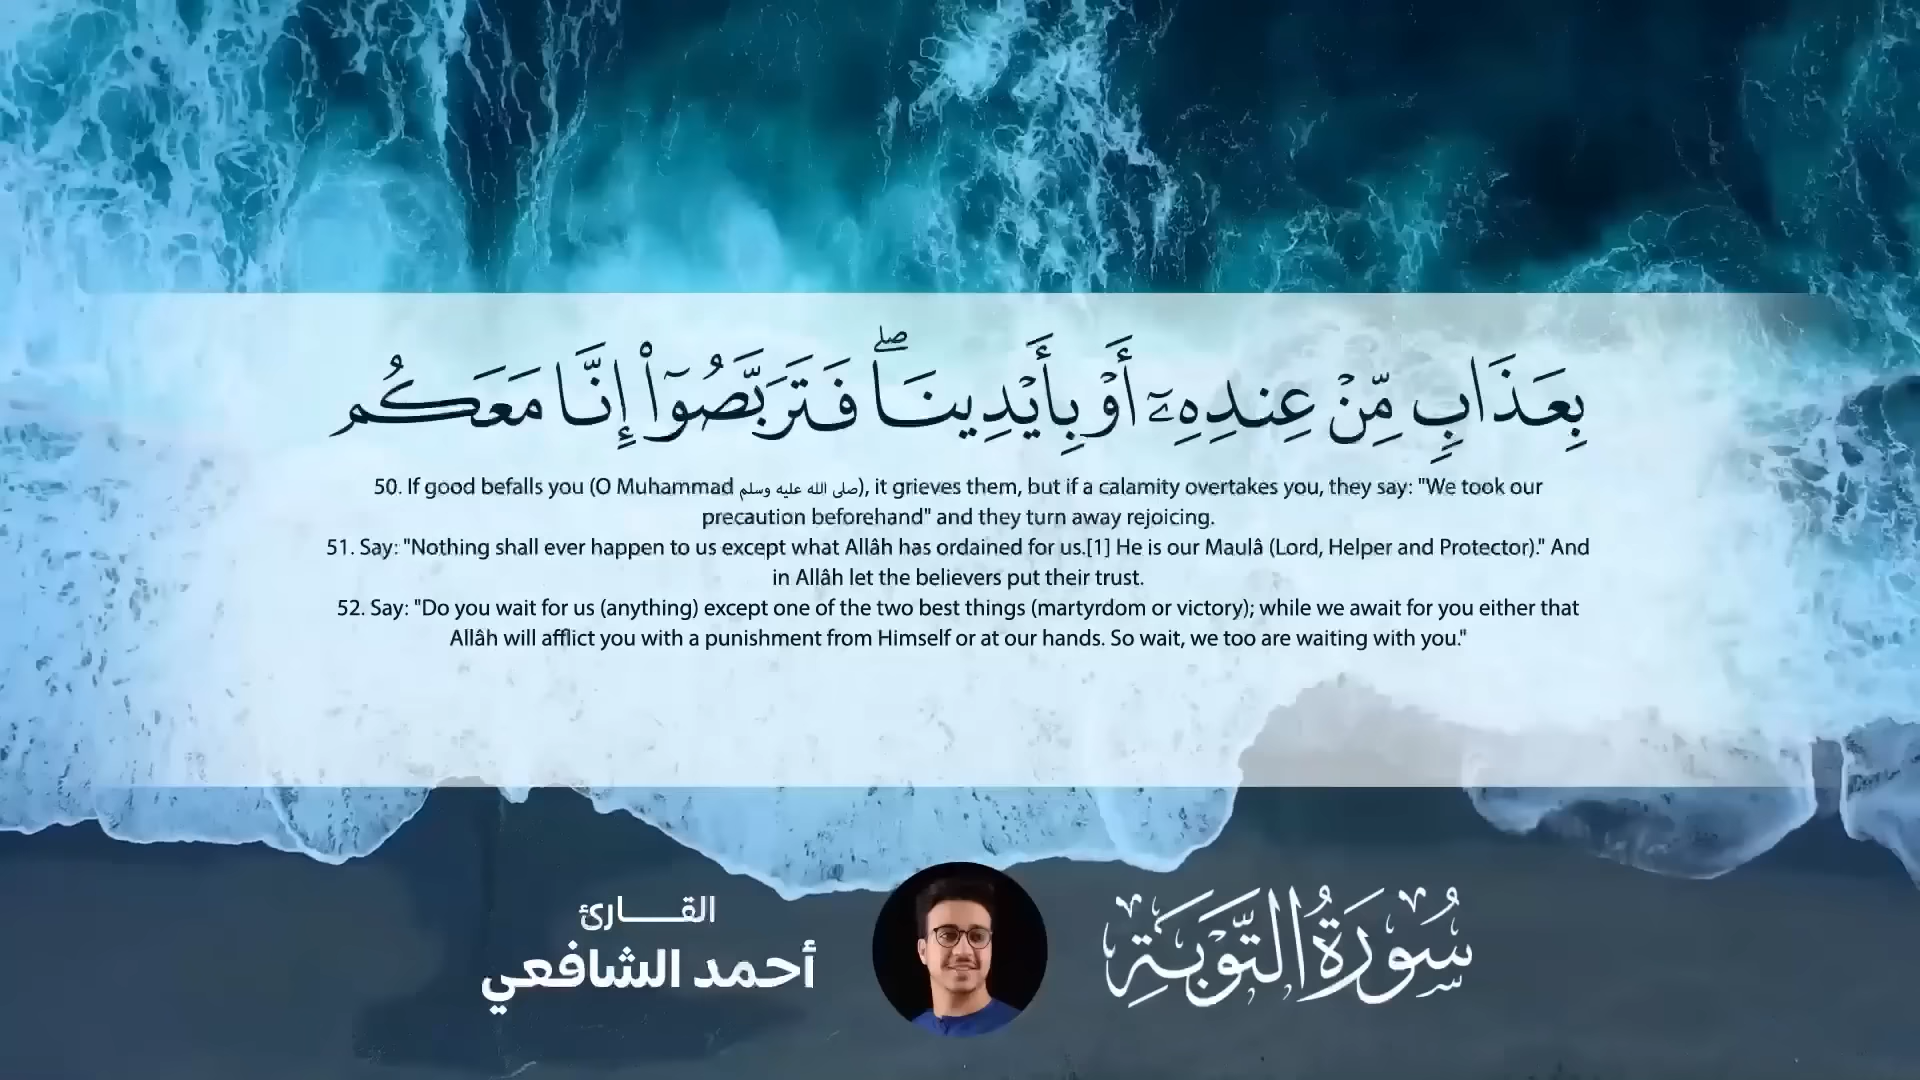 بِعَذَابٍ مِّنْ عِندِهِۦٓ أَوْ بِأَيْدِينَاۖ فَتَرَبَّصُوٓا۟ إِنَّا مَعَكُم
50. If good befalls you (O Muhammad صلى الله عليه وسلم), it grieves them, but if a calamity overtakes you, they say: "We took our
precaution beforehand" and they turn away rejoicing.
51. Say: "Nothing shall ever happen to us except what Allâh has ordained for us.[1] He is our Maulâ (Lord, Helper and Protector)." And
in Allâh let the believers put their trust.
52. Say: "Do you wait for us (anything) except one of the two best things (martyrdom or victory); while we await for you either that
Allâh will afflict you with a punishment from Himself or at our hands. So wait, we too are waiting with you."
سُورَةُ التَّوْبَةِ
القـــارئ
أحمد الشافعي